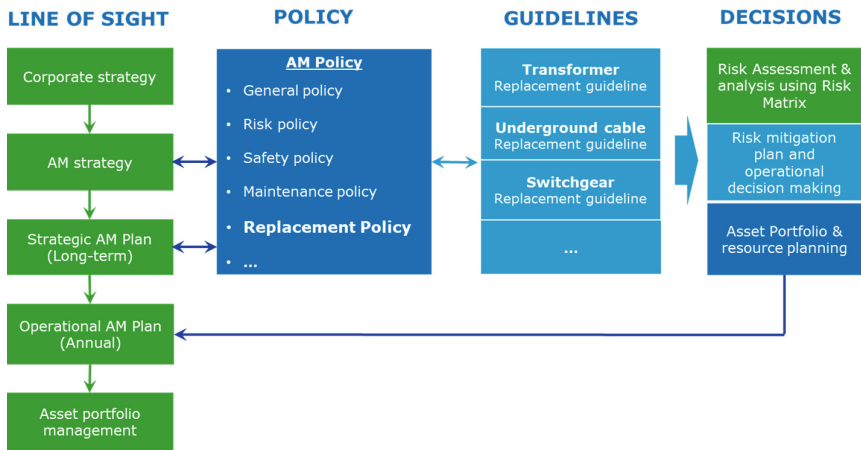 LINE OF SIGHT
Corporate strategy
AM strategy
Strategic AM Plan
(Long-term)
Operational AM Plan
(Annual)
Asset portfolio
management
POLICY
AM Policy
• General policy
• Risk policy
• Safety policy
• Maintenance policy
• Replacement Policy
• ...
GUIDELINES
Transformer
Replacement guideline
Underground cable
Replacement guideline
Switchgear
Replacement guideline
...
DECISIONS
Risk Assessment &
analysis using Risk
Matrix
Risk mitigation
plan and
operational
decision making
Asset Portfolio &
resource planning